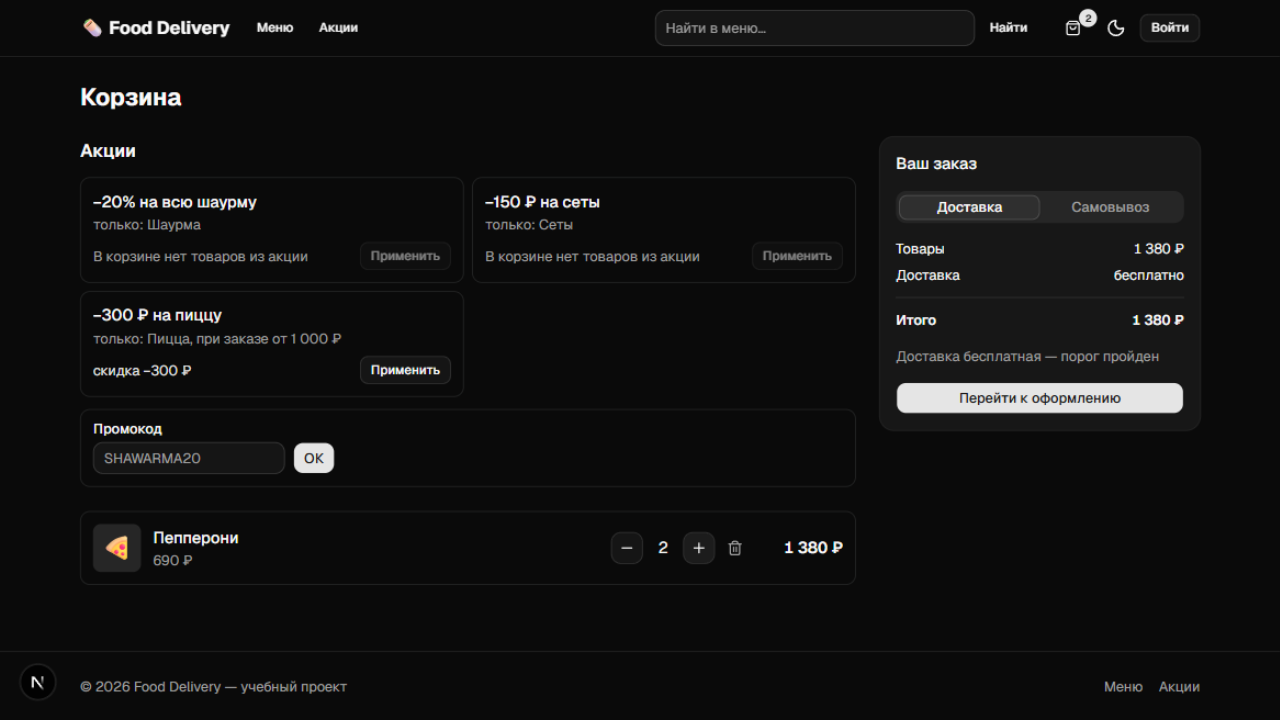 Food Delivery
Меню
Акции
Найти в меню…
Найти
2
Войти
Корзина
Акции
−20% на всю шаурму
только: Шаурма
В корзине нет товаров из акции
Применить
−150 ₽ на сеты
только: Сеты
В корзине нет товаров из акции
Применить
−300 ₽ на пиццу
только: Пицца, при заказе от 1 000 ₽
скидка −300 ₽
Применить
Промокод
SHAWARMA20
OK
Пепперони
690 ₽
−
2
+
1 380 ₽
Ваш заказ
Доставка
Самовывоз
Товары 1 380 ₽
Доставка бесплатно
Итого 1 380 ₽
Доставка бесплатная — порог пройден
Перейти к оформлению
N
© 2026 Food Delivery — учебный проект
Меню
Акции